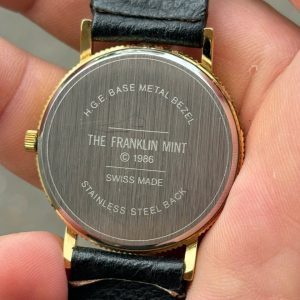 H.G.E. BASE METAL BEZEL
THE FRANKLIN MINT
© 1986
SWISS MADE
STAINLESS STEEL BACK